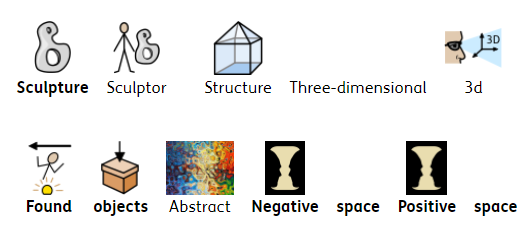 3D
Sculpture Sculptor Structure Three-dimensional 3d
Found objects Abstract Negative space Positive space